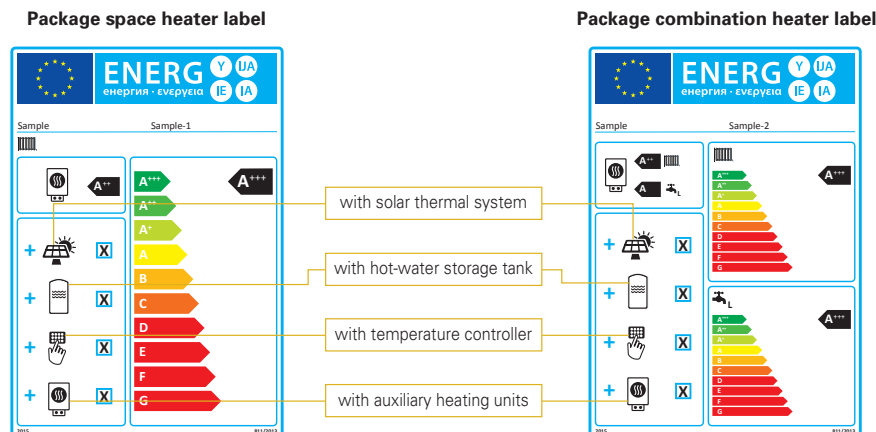 Package space heater label
ENERG
енергия · ενεργεια
Y IJA
IE IA
Sample Sample-1
A++
A+++
A+++
A++
A+
A
B
C
D
E
F
G
X
X
X
X
2015 811/2013
with solar thermal system
with hot-water storage tank
with temperature controller
with auxiliary heating units
Package combination heater label
ENERG
енергия · ενεργεια
Y IJA
IE IA
Sample Sample-2
A++
A
L
X
X
X
X
A+++
A++
A+
A
B
C
D
E
F
G
A+++
L
A+++
A++
A+
A
B
C
D
E
F
G
A+++
2015 811/2013